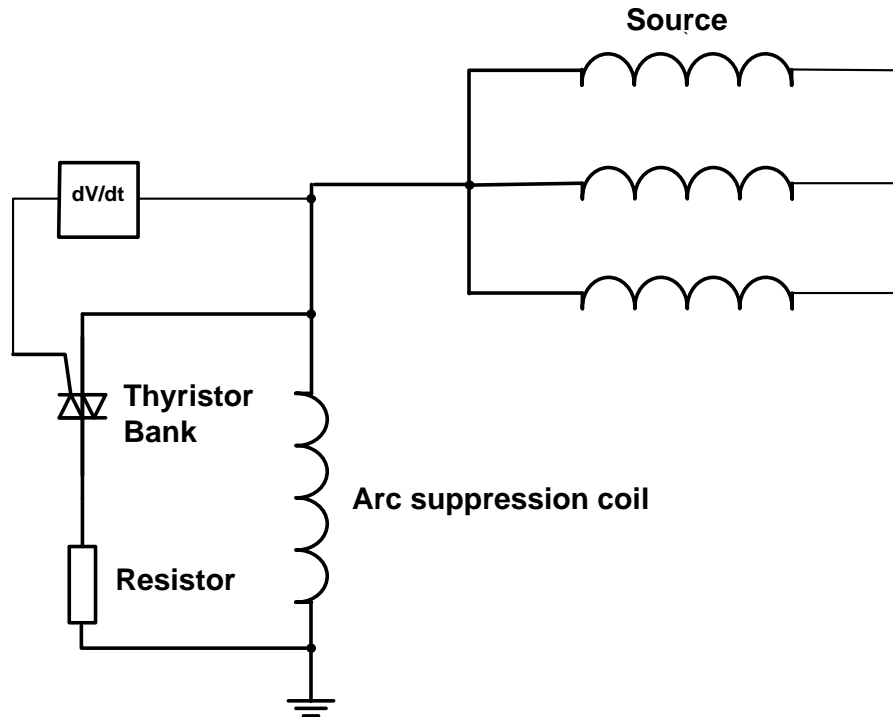 Source
dV/dt
Thyristor
Bank
Arc suppression coil
Resistor